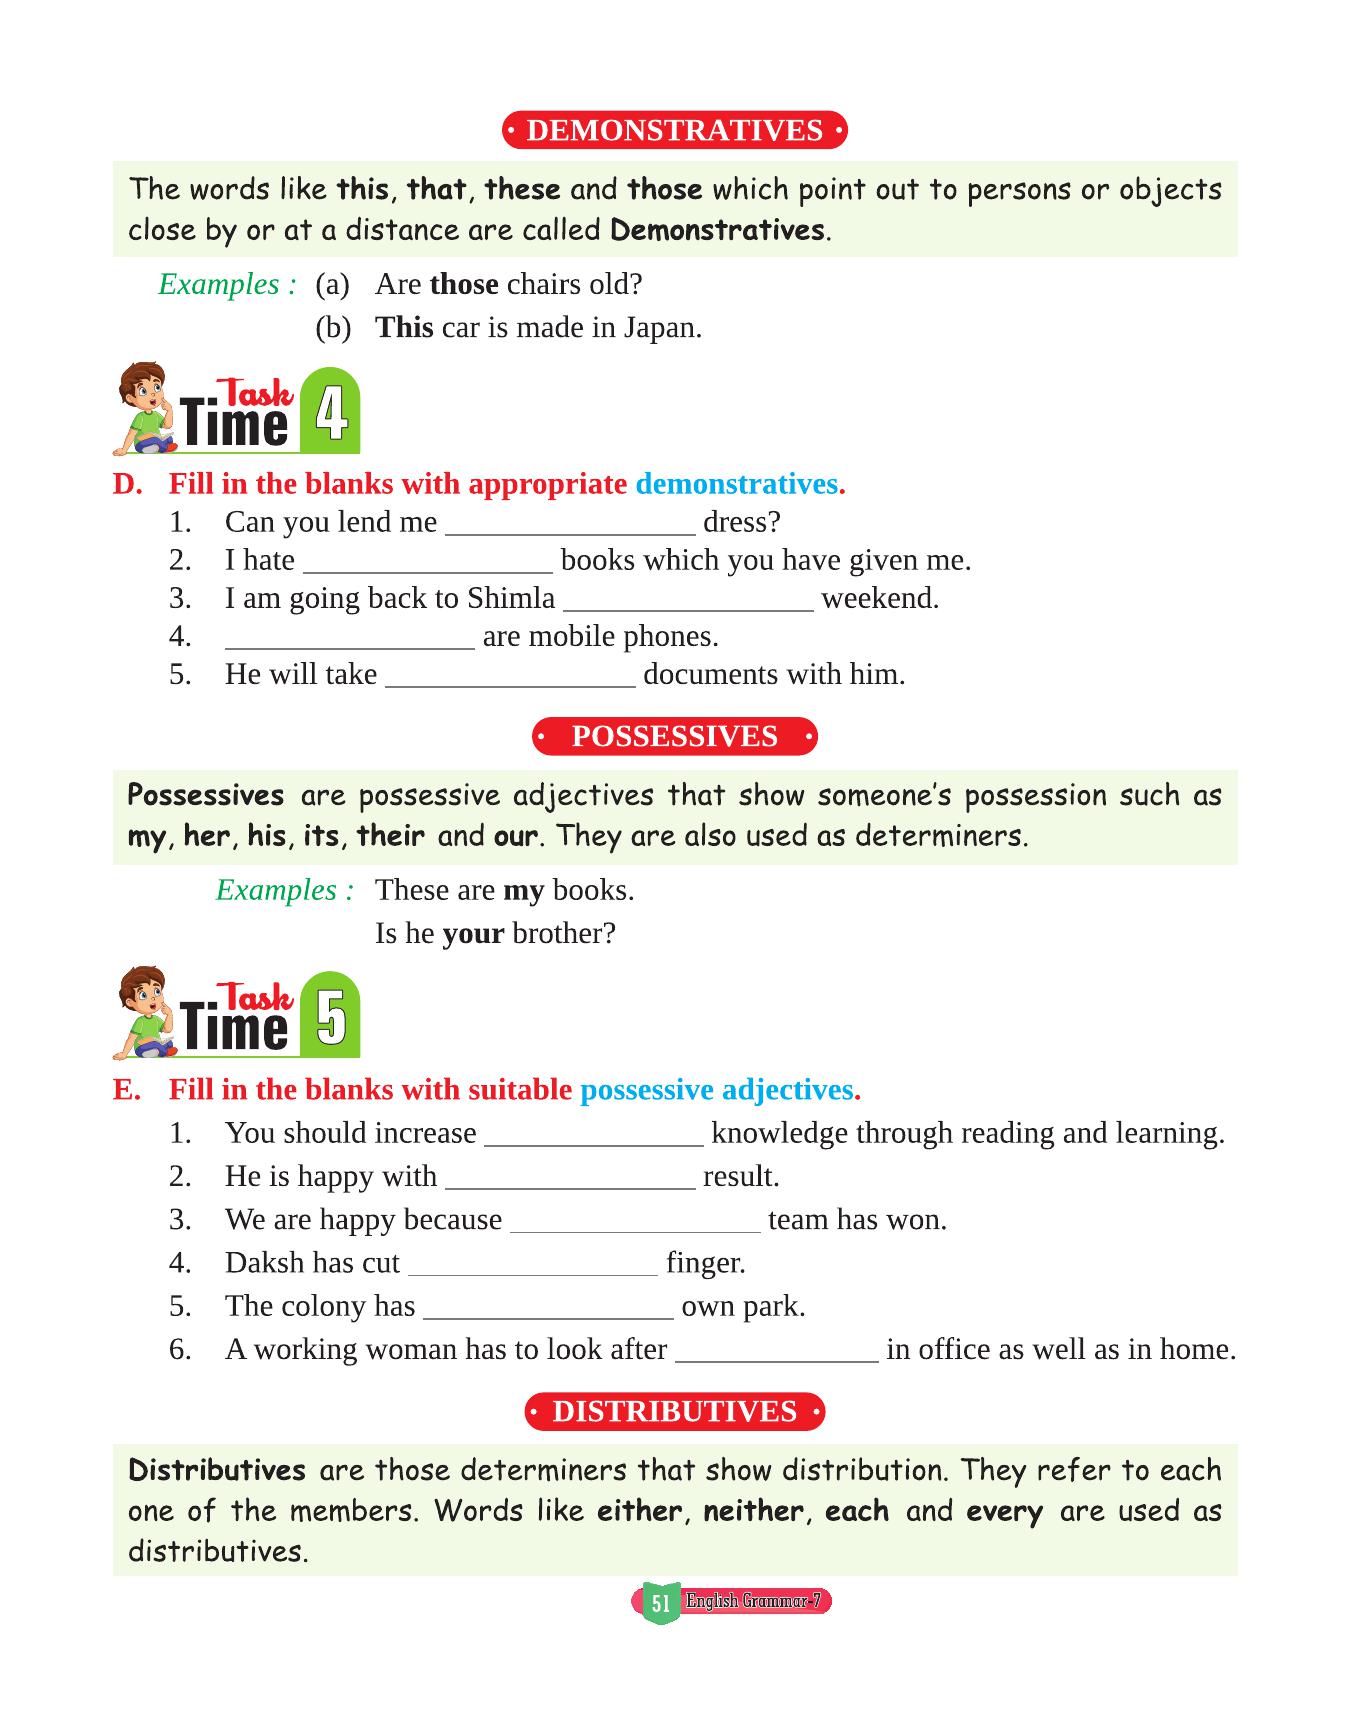 DEMONSTRATIVES
The words like this, that, these and those which point out to persons or objects
close by or at a distance are called Demonstratives.
Examples : (a) Are those chairs old?
(b) This car is made in Japan.
Task
Time 4
D. Fill in the blanks with appropriate demonstratives.
1. Can you lend me ________________ dress?
2. I hate ________________ books which you have given me.
3. I am going back to Shimla ________________ weekend.
4. ________________ are mobile phones.
5. He will take ________________ documents with him.
POSSESSIVES
Possessives are possessive adjectives that show someone’s possession such as
my, her, his, its, their and our. They are also used as determiners.
Examples : These are my books.
Is he your brother?
Task
Time 5
E. Fill in the blanks with suitable possessive adjectives.
1. You should increase ______________ knowledge through reading and learning.
2. He is happy with ________________ result.
3. We are happy because ________________ team has won.
4. Daksh has cut ________________ finger.
5. The colony has ________________ own park.
6. A working woman has to look after _____________ in office as well as in home.
DISTRIBUTIVES
Distributives are those determiners that show distribution. They refer to each
one of the members. Words like either, neither, each and every are used as
distributives.
51 English Grammar-7